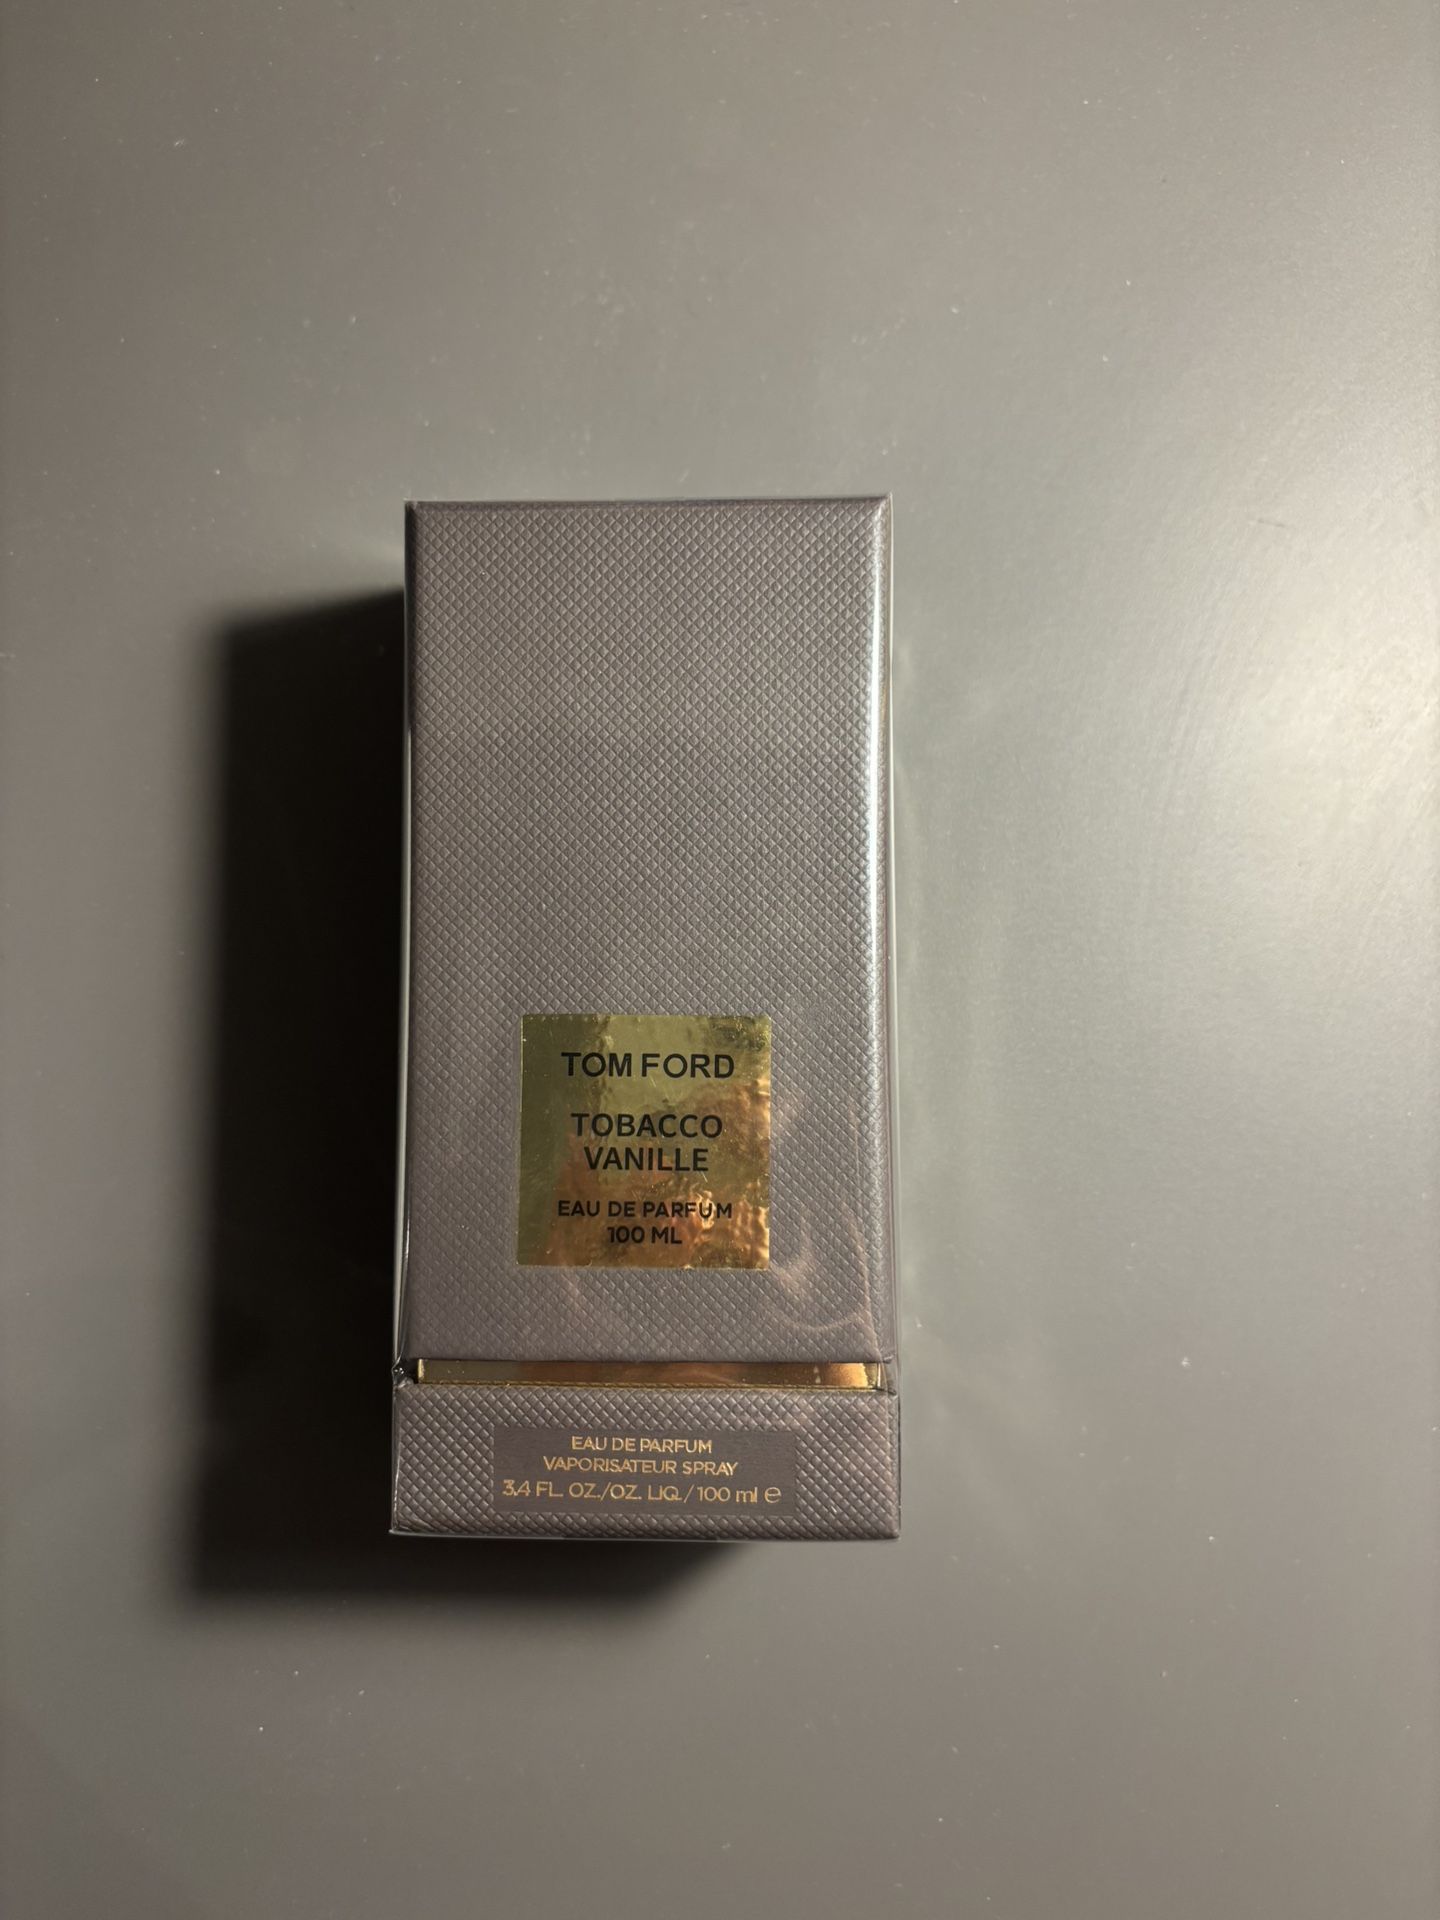 TOM FORD
TOBACCO
VANILLE
EAU DE PARFUM
100 ML
EAU DE PARFUM
VAPORISATEUR SPRAY
3.4 FL. OZ./OZ. LIQ. / 100 ml ℮